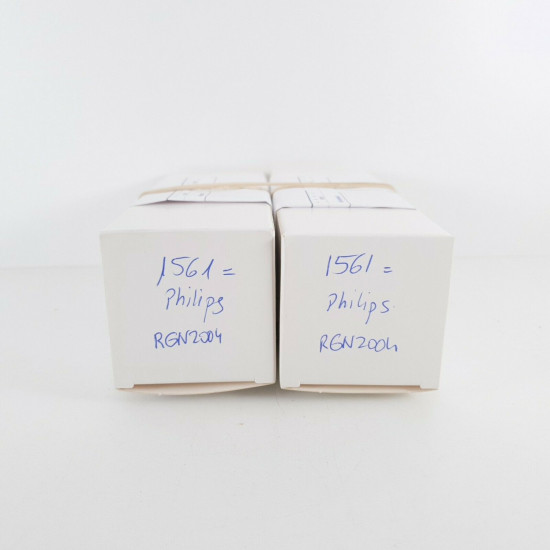 1561 =
Philips
RGN2004
1561 =
Philips
RGN2004